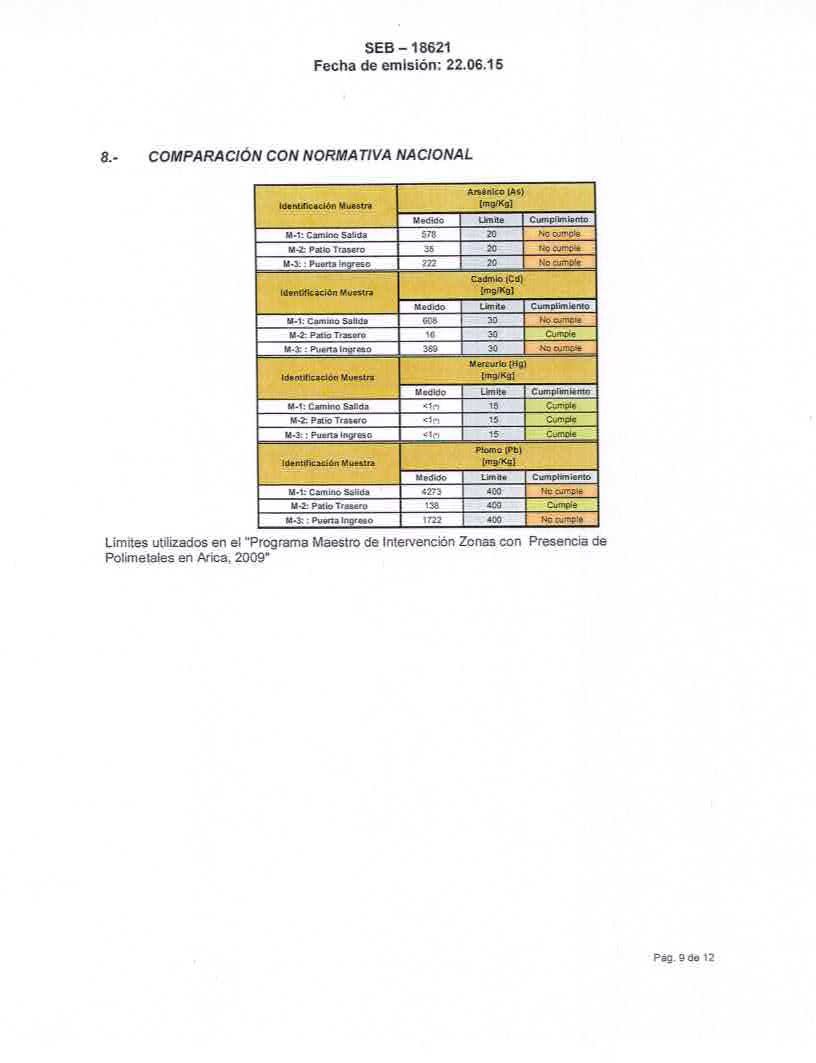 SEB – 18621
Fecha de emisión: 22.06.15
8.- COMPARACIÓN CON NORMATIVA NACIONAL
Identificación Muestra Arsénico (As)
[mg/Kg]
Medido Límite Cumplimiento
M-1: Camino Salida 578 20 No cumple
M-2: Patio Trasero 35 20 No cumple
M-3: : Puerta Ingreso 222 20 No cumple
Identificación Muestra Cadmio (Cd)
[mg/Kg]
Medido Límite Cumplimiento
M-1: Camino Salida 608 30 No cumple
M-2: Patio Trasero 16 30 Cumple
M-3: : Puerta Ingreso 369 30 No cumple
Identificación Muestra Mercurio (Hg)
[mg/Kg]
Medido Límite Cumplimiento
M-1: Camino Salida <1(*) 15 Cumple
M-2: Patio Trasero <1(*) 15 Cumple
M-3: : Puerta Ingreso <1(*) 15 Cumple
Identificación Muestra Plomo (Pb)
[mg/Kg]
Medido Límite Cumplimiento
M-1: Camino Salida 4273 400 No cumple
M-2: Patio Trasero 138 400 Cumple
M-3: : Puerta Ingreso 1722 400 No cumple
Límites utilizados en el "Programa Maestro de Intervención Zonas con Presencia de
Polimetales en Arica, 2009"
Pág. 9 de 12